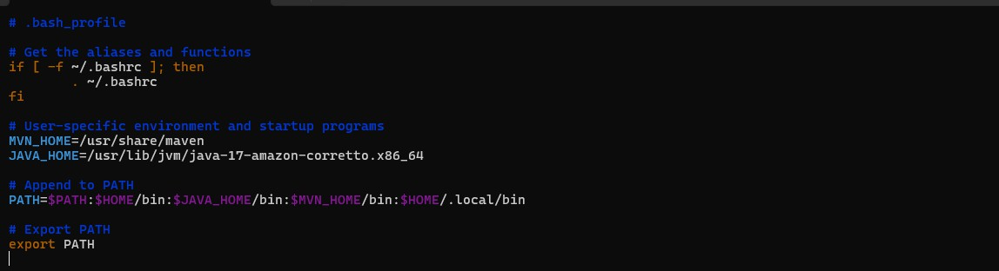 # .bash_profile
# Get the aliases and functions
if [ -f ~/.bashrc ]; then
        . ~/.bashrc
fi
# User-specific environment and startup programs
MVN_HOME=/usr/share/maven
JAVA_HOME=/usr/lib/jvm/java-17-amazon-corretto.x86_64
# Append to PATH
PATH=$PATH:$HOME/bin:$JAVA_HOME/bin:$MVN_HOME/bin:$HOME/.local/bin
# Export PATH
export PATH